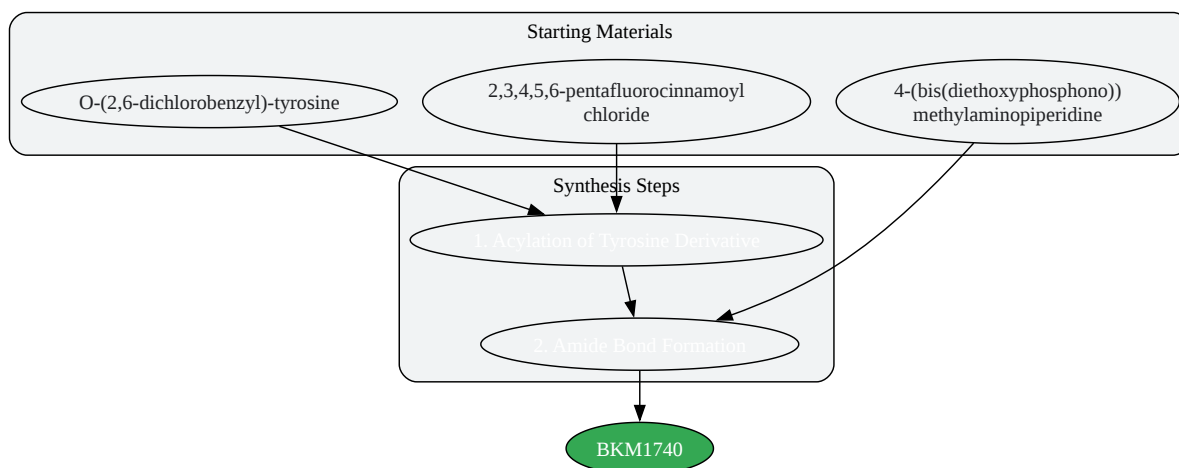 Starting Materials
O-(2,6-dichlorobenzyl)-tyrosine
2,3,4,5,6-pentafluorocinnamoyl
chloride
4-(bis(diethoxyphosphono))
methylaminopiperidine
Synthesis Steps
1. Acylation of Tyrosine Derivative
2. Amide Bond Formation
BKM1740